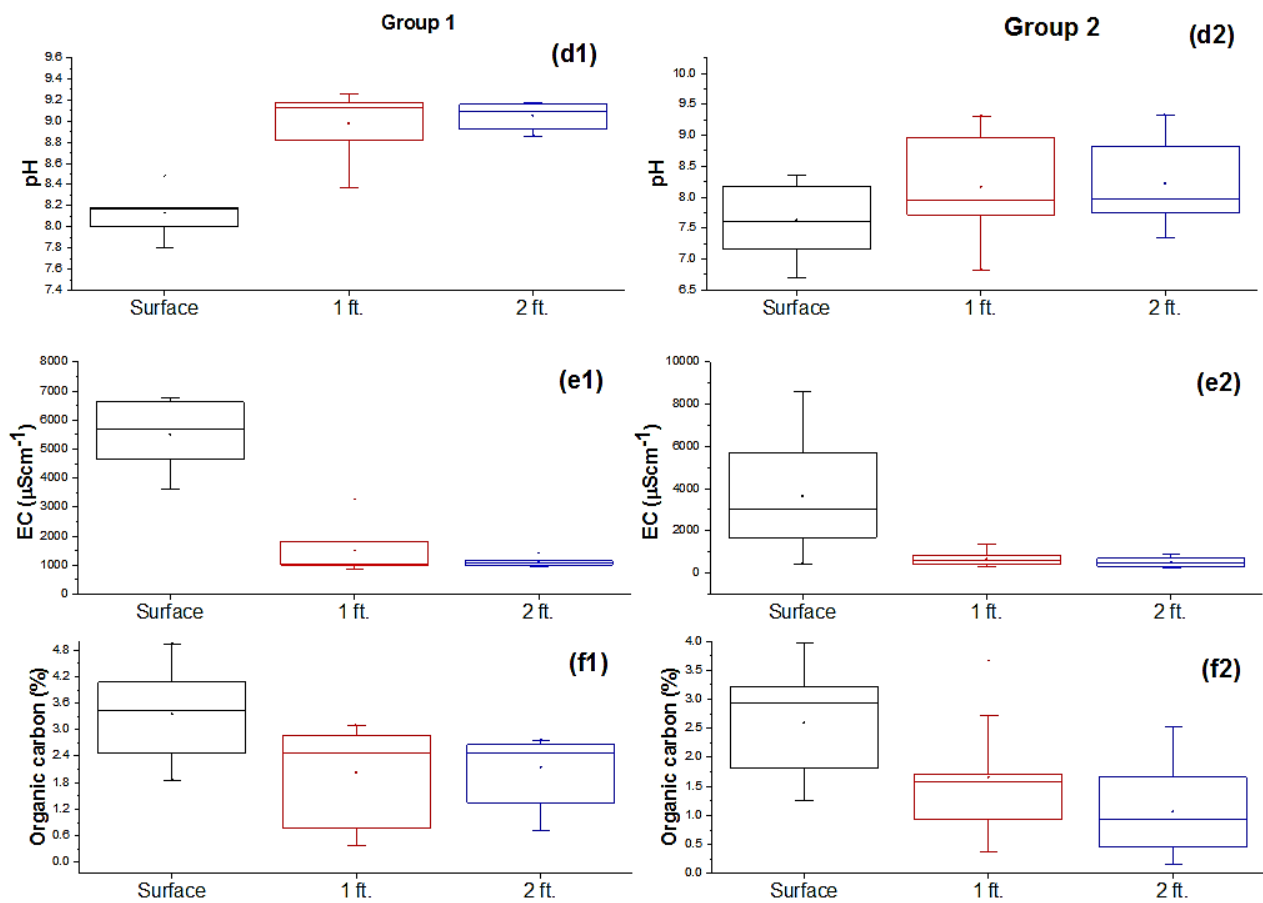 Group 1
(d1)
pH
9.6
9.4
9.2
9.0
8.8
8.6
8.4
8.2
8.0
7.8
7.6
7.4
Surface 1 ft. 2 ft.
Group 2
(d2)
pH
10.0
9.5
9.0
8.5
8.0
7.5
7.0
6.5
Surface 1 ft. 2 ft.
(e1)
EC (μScm⁻¹)
8000
7000
6000
5000
4000
3000
2000
1000
0
Surface 1 ft. 2 ft.
(e2)
EC (μScm⁻¹)
10000
8000
6000
4000
2000
0
Surface 1 ft. 2 ft.
(f1)
Organic carbon (%)
4.8
4.2
3.6
3.0
2.4
1.8
1.2
0.6
0.0
Surface 1 ft. 2 ft.
(f2)
Organic carbon (%)
4.0
3.5
3.0
2.5
2.0
1.5
1.0
0.5
0.0
Surface 1 ft. 2 ft.